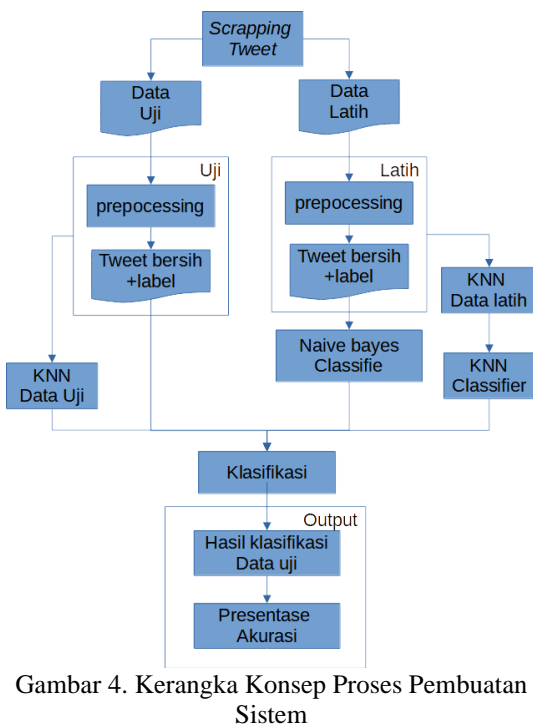 Scrapping
Tweet
Data
Uji
Data
Latih
Uji
prepocessing
Tweet bersih
+label
Latih
prepocessing
Tweet bersih
+label
KNN
Data latih
Naive bayes
Classifie
KNN
Classifier
KNN
Data Uji
Klasifikasi
Output
Hasil klasifikasi
Data uji
Presentase
Akurasi
Gambar 4. Kerangka Konsep Proses Pembuatan
Sistem